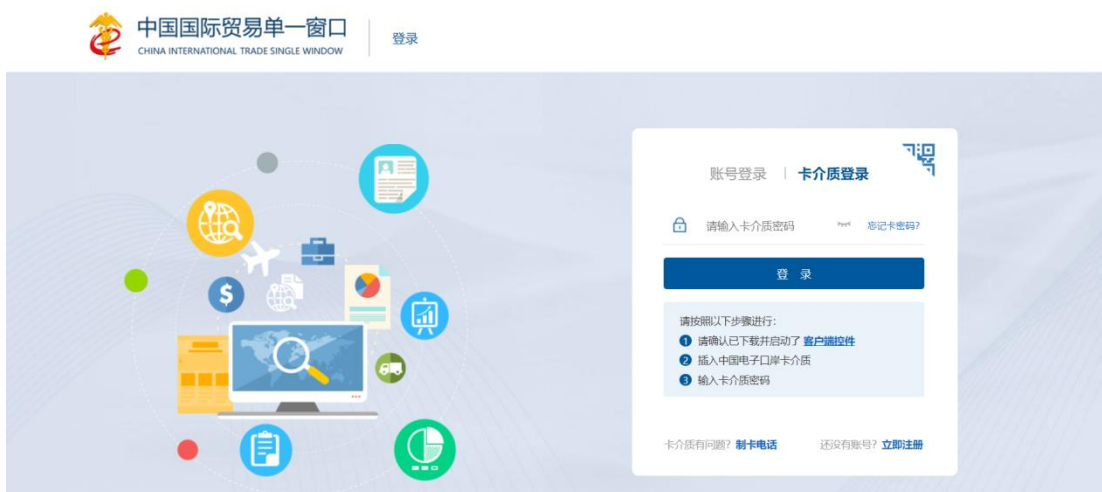 中国国际贸易单一窗口
CHINA INTERNATIONAL TRADE SINGLE WINDOW
登录
账号登录 | 卡介质登录
请输入卡介质密码 忘记卡密码?
登 录
请按照以下步骤进行:
1 请确认已下载并启动了 客户端控件
2 插入中国电子口岸卡介质
3 输入卡介质密码
卡介质有问题? 制卡电话 还没有账号? 立即注册